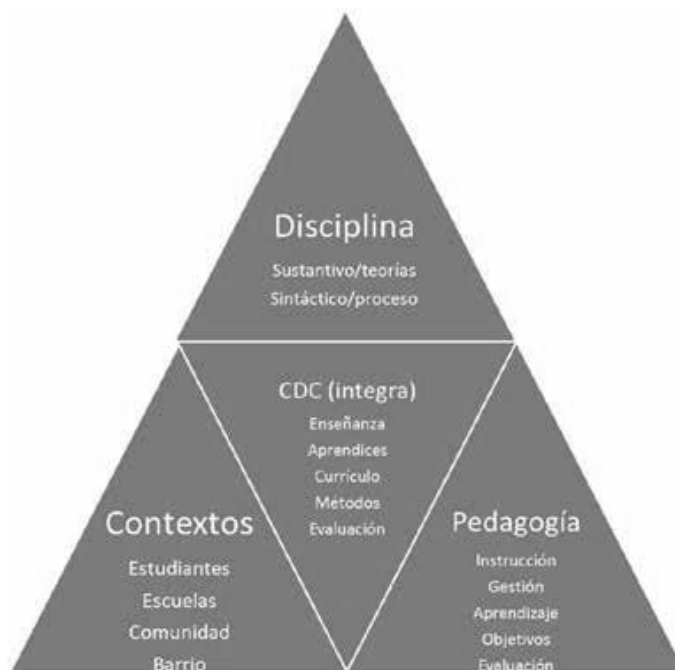 Disciplina
Sustantivo/teorías
Sintáctico/proceso
CDC (integra)
Enseñanza
Aprendices
Currículo
Métodos
Evaluación
Contextos
Estudiantes
Escuelas
Comunidad
Barrio
Pedagogía
Instrucción
Gestión
Aprendizaje
Objetivos
Evaluación